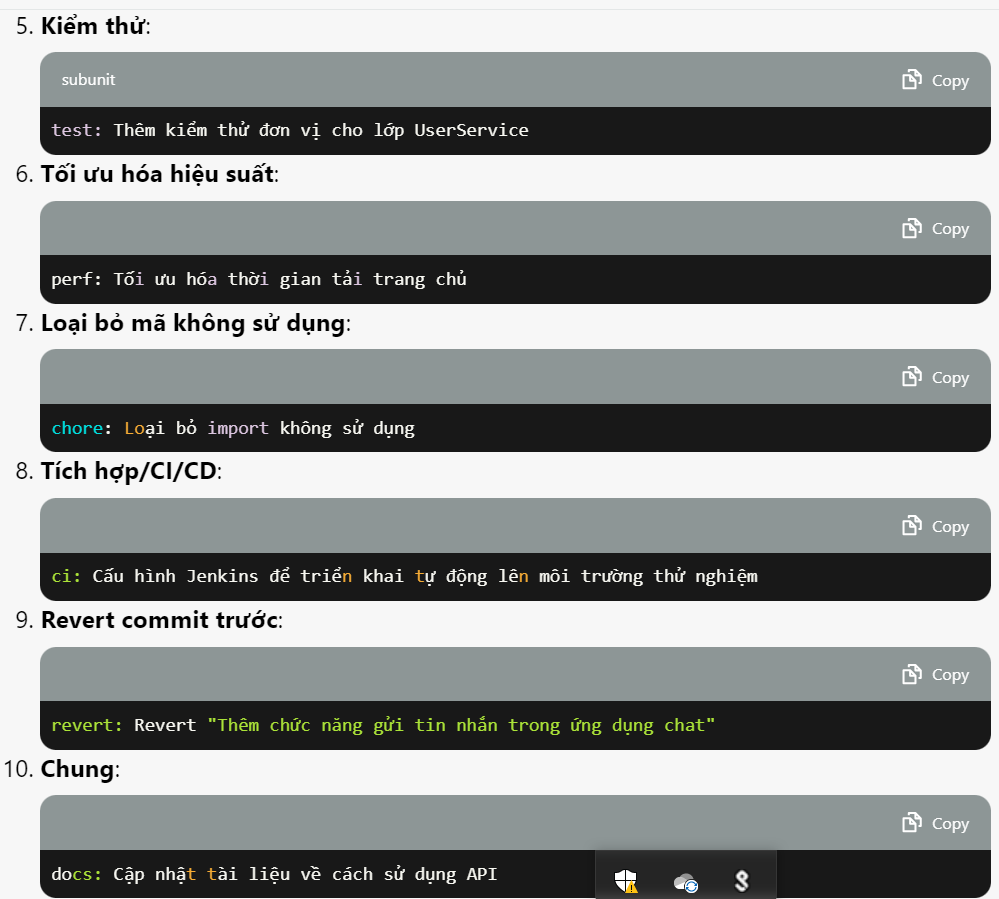 5. Kiểm thử:
subunit
Copy
test: Thêm kiểm thử đơn vị cho lớp UserService
6. Tối ưu hóa hiệu suất:
Copy
perf: Tối ưu hóa thời gian tải trang chủ
7. Loại bỏ mã không sử dụng:
Copy
chore: Loại bỏ import không sử dụng
8. Tích hợp/CI/CD:
Copy
ci: Cấu hình Jenkins để triển khai tự động lên môi trường thử nghiệm
9. Revert commit trước:
Copy
revert: Revert "Thêm chức năng gửi tin nhắn trong ứng dụng chat"
10. Chung:
Copy
docs: Cập nhật tài liệu về cách sử dụng API